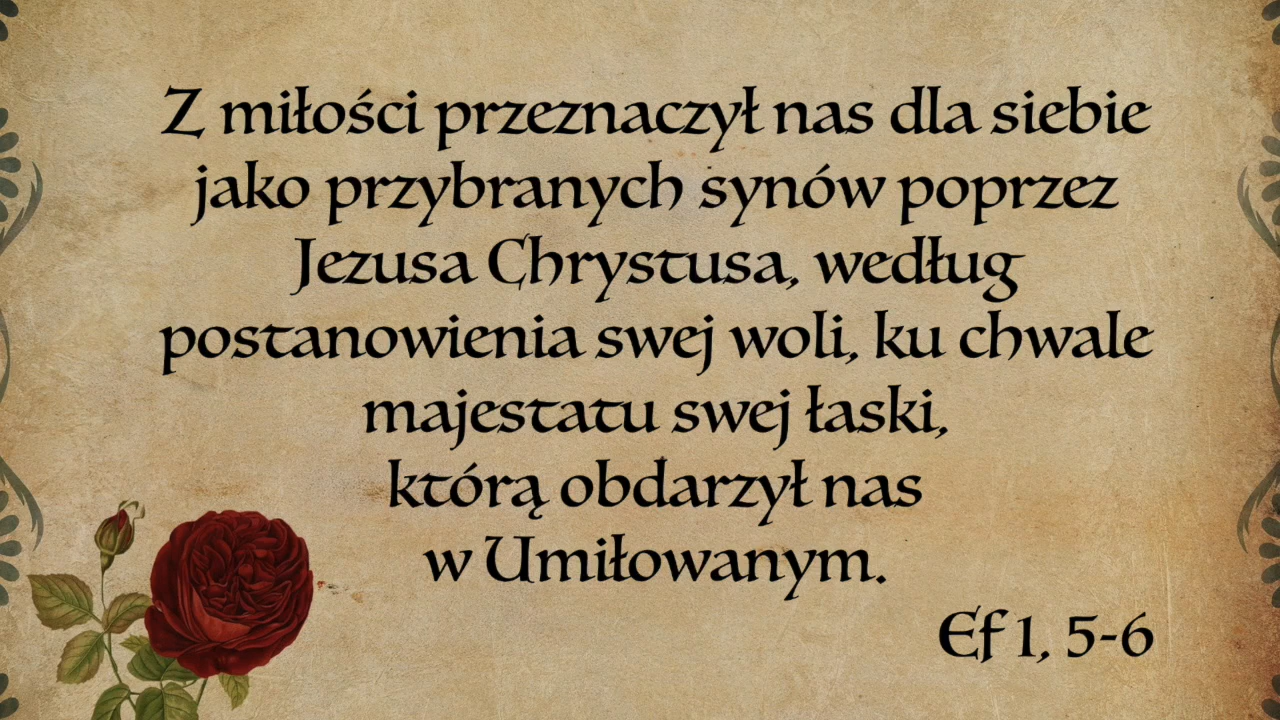 Z miłości przeznaczył nas dla siebie
jako przybranych synów poprzez
Jezusa Chrystusa, według
postanowienia swej woli, ku chwale
majestatu swej łaski,
którą obdarzył nas
w Umiłowanym.
Ef 1, 5-6